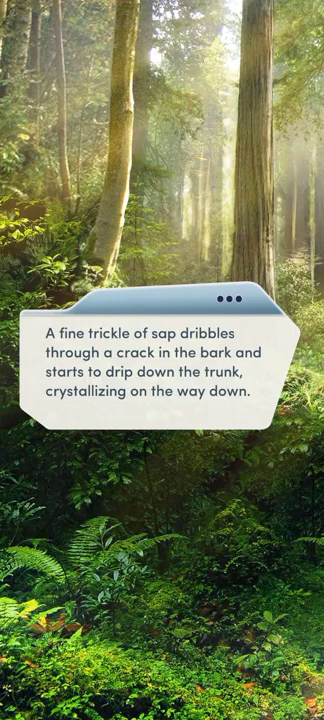 A fine trickle of sap dribbles
through a crack in the bark and
starts to drip down the trunk,
crystallizing on the way down.